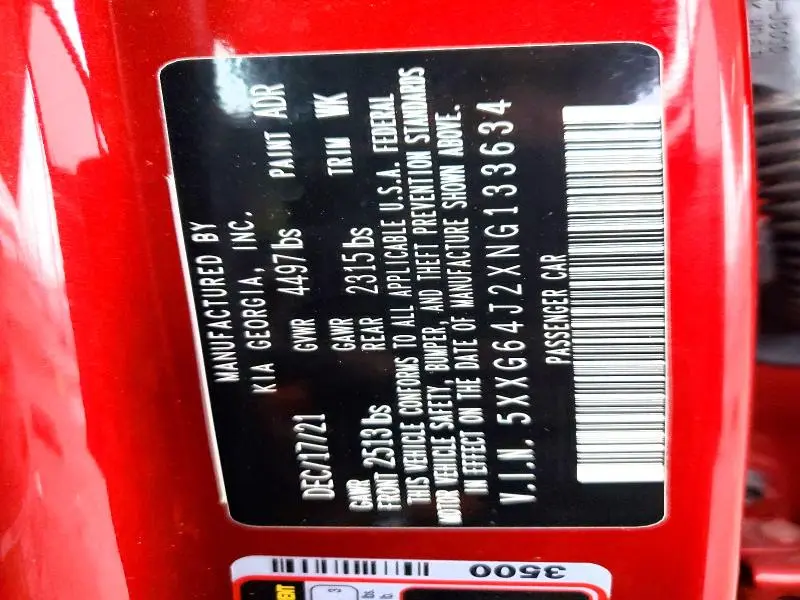 MANUFACTURED BY
KIA GEORGIA, INC.
DEC/17/21 GVWR 4497lbs PAINT ADR
GAWR FRONT 2513lbs GAWR REAR 2315lbs TRIM WK
THIS VEHICLE CONFORMS TO ALL APPLICABLE U.S.A. FEDERAL
MOTOR VEHICLE SAFETY, BUMPER, AND THEFT PREVENTION STANDARDS
IN EFFECT ON THE DATE OF MANUFACTURE SHOWN ABOVE.
V.I.N. 5XXG64J2XNG133634
PASSENGER CAR
3500